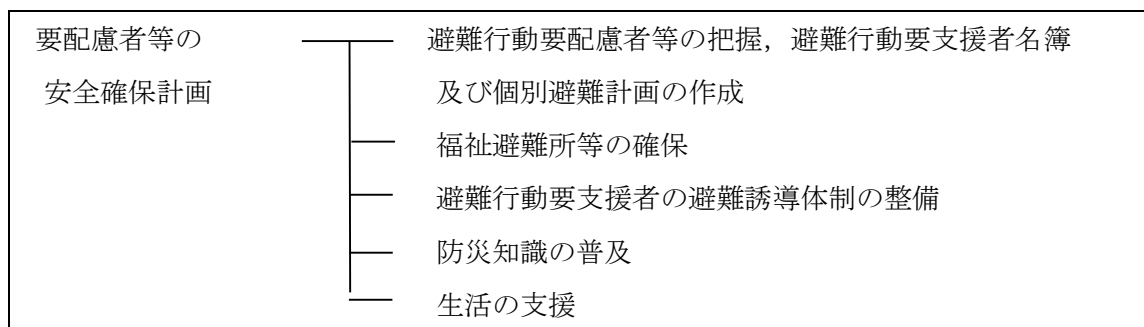 要配慮者等の
安全確保計画
避難行動要配慮者等の把握，避難行動要支援者名簿
及び個別避難計画の作成
福祉避難所等の確保
避難行動要支援者の避難誘導体制の整備
防災知識の普及
生活の支援